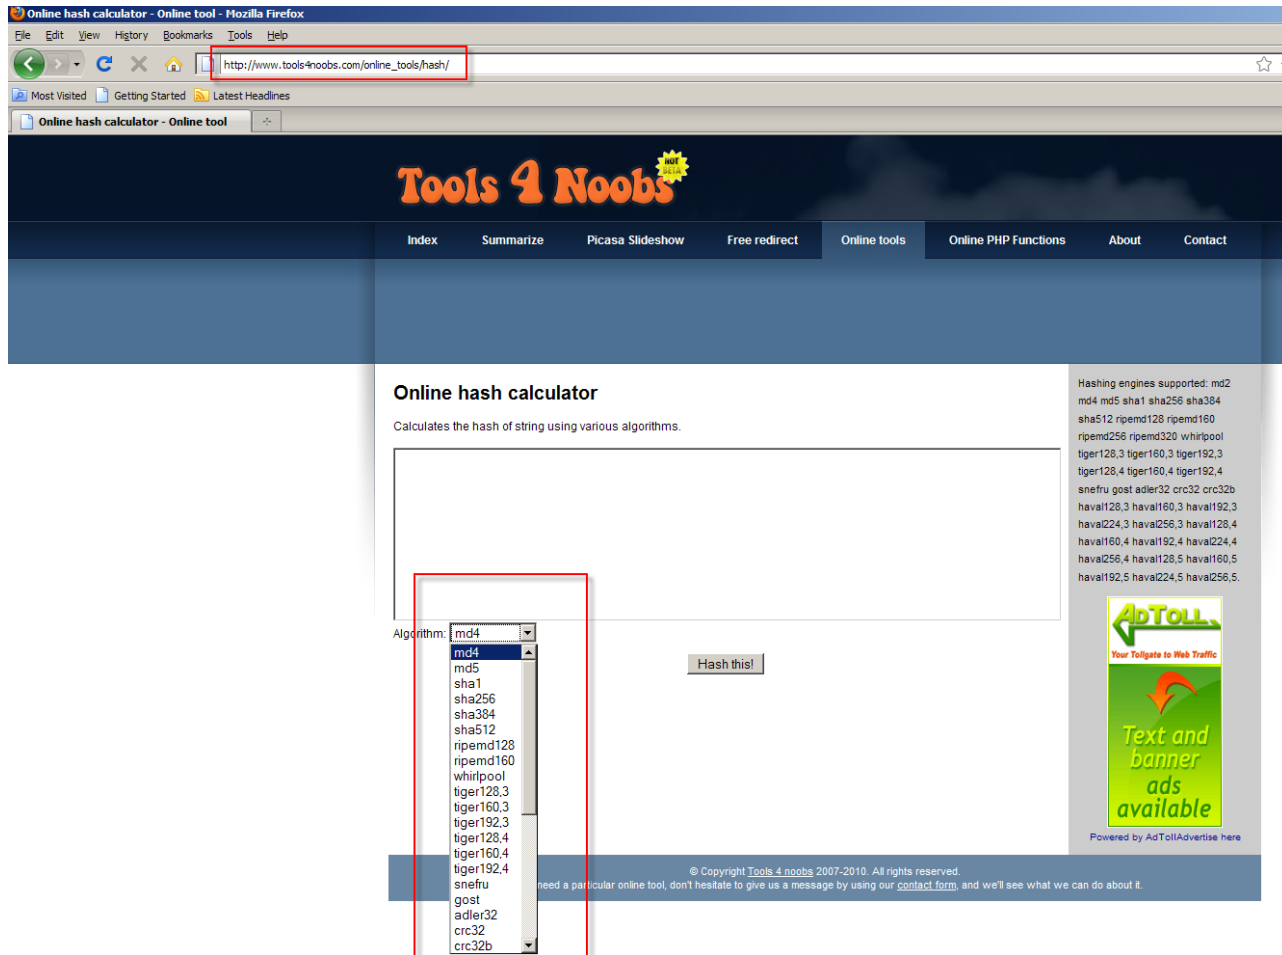 Online hash calculator - Online tool - Mozilla Firefox
File Edit View History Bookmarks Tools Help
http://www.tools4noobs.com/online_tools/hash/
Most Visited Getting Started Latest Headlines
Online hash calculator - Online tool
Tools 4 Noobs
NOT
BETA
Index Summarize Picasa Slideshow Free redirect Online tools Online PHP Functions About Contact
Online hash calculator
Calculates the hash of string using various algorithms.
Algorithm: md4
md4
md5
sha1
sha256
sha384
sha512
ripemd128
ripemd160
whirlpool
tiger128,3
tiger160,3
tiger192,3
tiger128,4
tiger160,4
tiger192,4
snefru
gost
adler32
crc32
crc32b
Hash this!
Hashing engines supported: md2
md4 md5 sha1 sha256 sha384
sha512 ripemd128 ripemd160
ripemd256 ripemd320 whirlpool
tiger128,3 tiger160,3 tiger192,3
tiger128,4 tiger160,4 tiger192,4
snefru gost adler32 crc32 crc32b
haval128,3 haval160,3 haval192,3
haval224,3 haval256,3 haval128,4
haval160,4 haval192,4 haval224,4
haval256,4 haval128,5 haval160,5
haval192,5 haval224,5 haval256,5.
ADTOLL
Your Tollgate to Web Traffic
Text and
banner
ads
available
Powered by AdTollAdvertise here
© Copyright Tools 4 noobs 2007-2010. All rights reserved.
need a particular online tool, don't hesitate to give us a message by using our contact form, and we'll see what we can do about it.